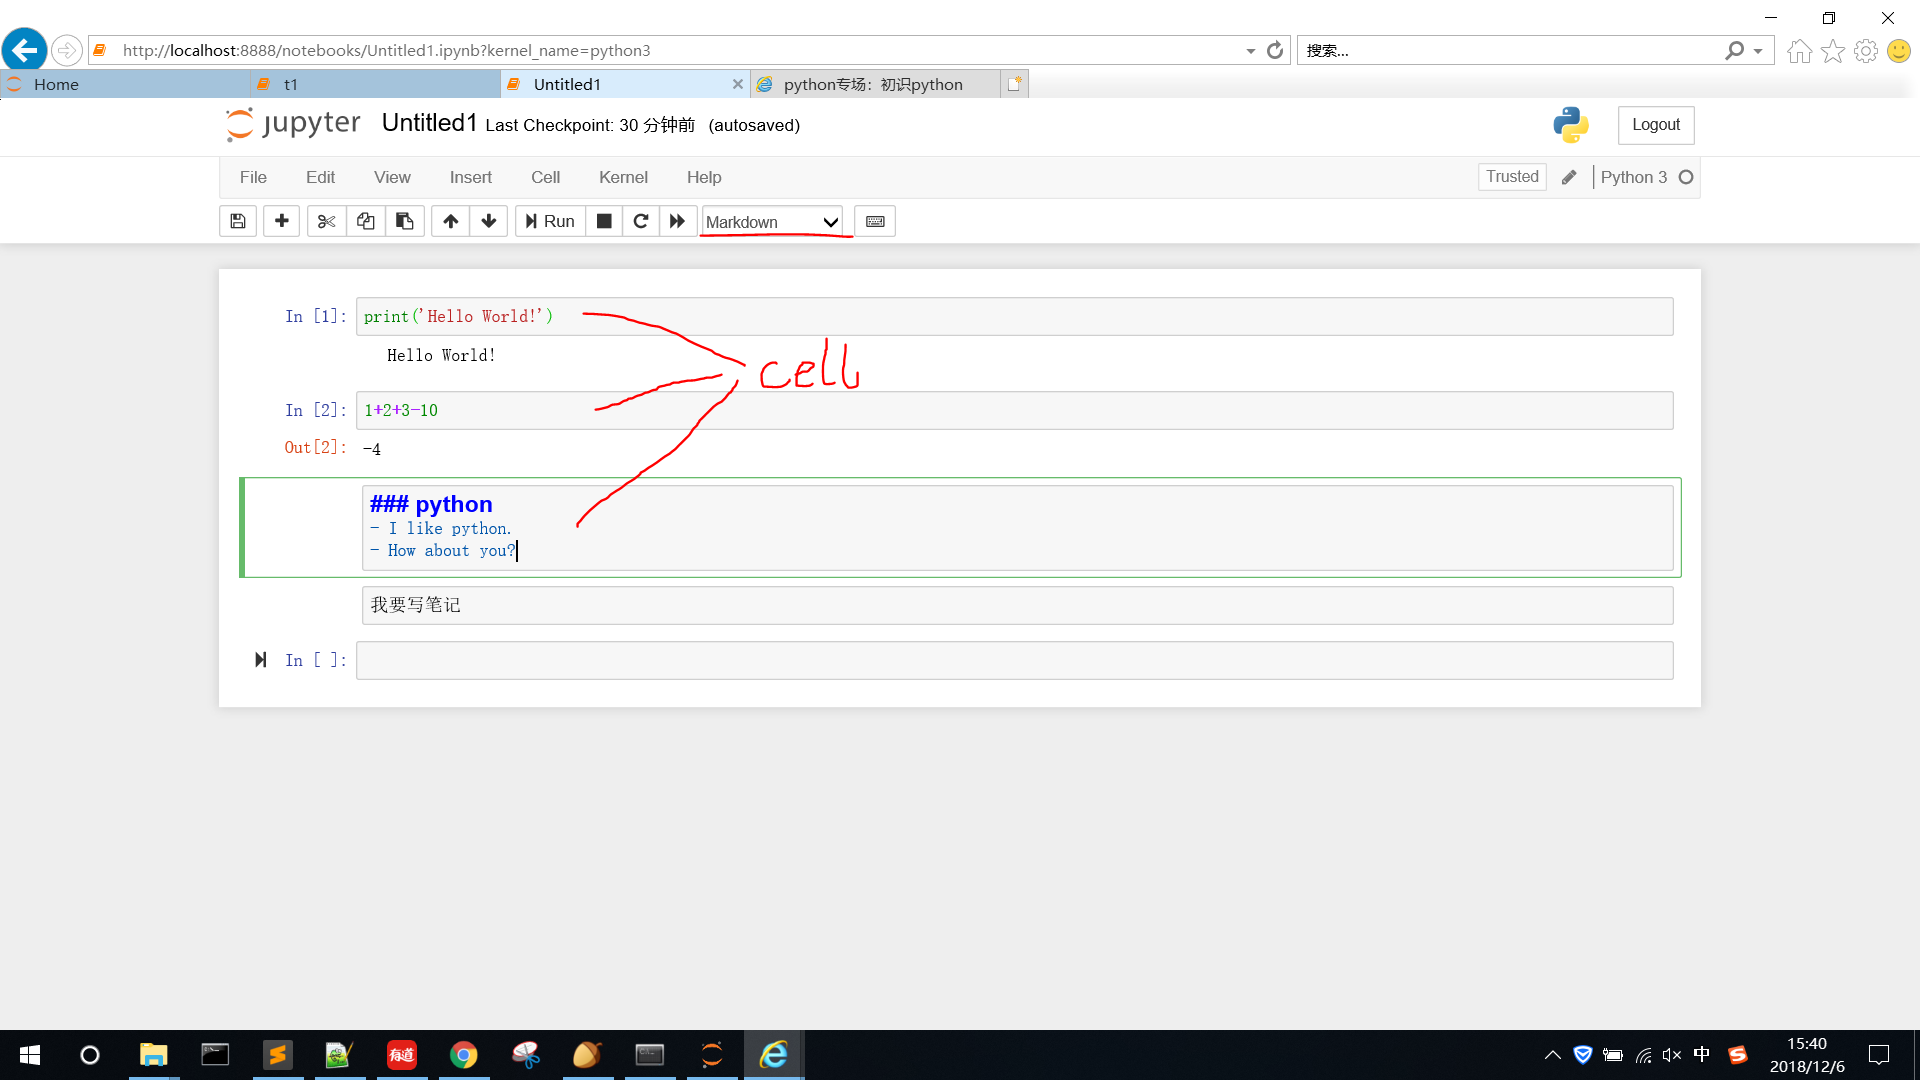 http://localhost:8888/notebooks/Untitled1.ipynb?kernel_name=python3
搜索...
Home
t1
Untitled1
python专场：初识python
jupyter Untitled1 Last Checkpoint: 30 分钟前 (autosaved)
Logout
File Edit View Insert Cell Kernel Help
Trusted
Python 3
Run
Markdown
In [1]: print('Hello World!')
Hello World!
cell
In [2]: 1+2+3-10
Out[2]: -4
### python
- I like python.
- How about you?
我要写笔记
In [ ]:
有道
中
15:40
2018/12/6